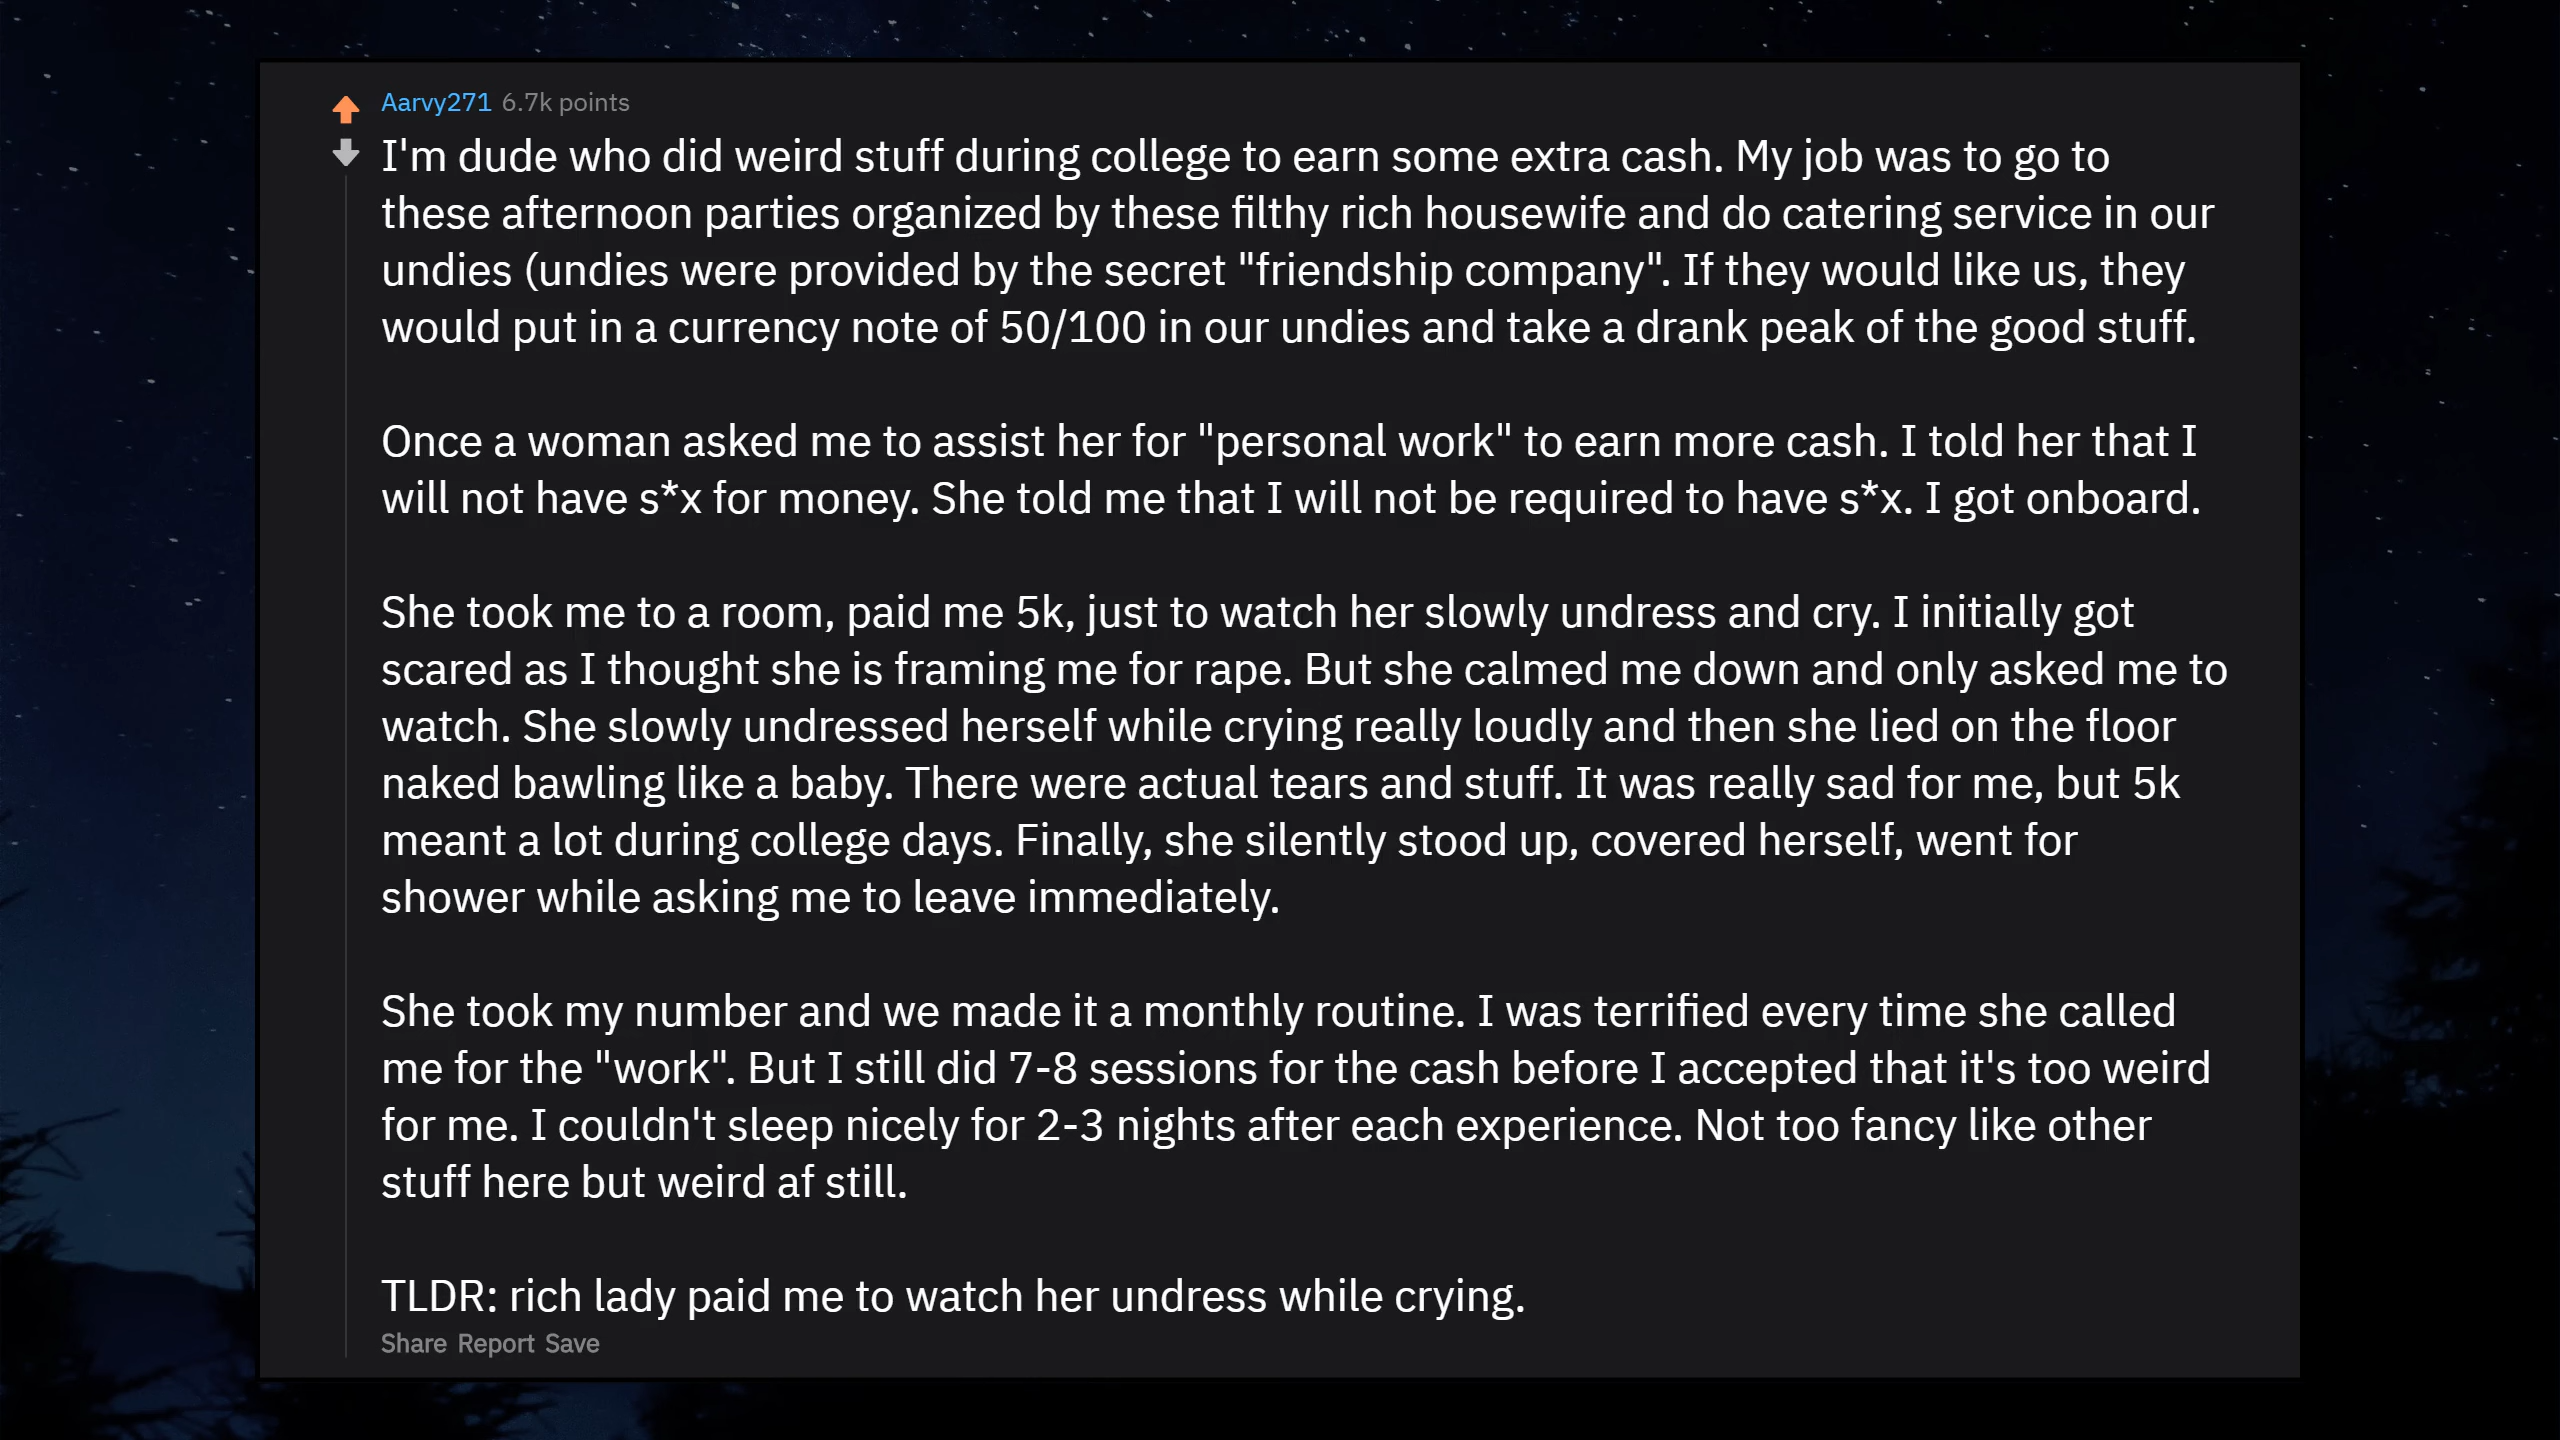 Aarvy271 6.7k points
I'm dude who did weird stuff during college to earn some extra cash. My job was to go to
these afternoon parties organized by these filthy rich housewife and do catering service in our
undies (undies were provided by the secret "friendship company". If they would like us, they
would put in a currency note of 50/100 in our undies and take a drank peak of the good stuff.
Once a woman asked me to assist her for "personal work" to earn more cash. I told her that I
will not have s*x for money. She told me that I will not be required to have s*x. I got onboard.
She took me to a room, paid me 5k, just to watch her slowly undress and cry. I initially got
scared as I thought she is framing me for rape. But she calmed me down and only asked me to
watch. She slowly undressed herself while crying really loudly and then she lied on the floor
naked bawling like a baby. There were actual tears and stuff. It was really sad for me, but 5k
meant a lot during college days. Finally, she silently stood up, covered herself, went for
shower while asking me to leave immediately.
She took my number and we made it a monthly routine. I was terrified every time she called
me for the "work". But I still did 7-8 sessions for the cash before I accepted that it's too weird
for me. I couldn't sleep nicely for 2-3 nights after each experience. Not too fancy like other
stuff here but weird af still.
TLDR: rich lady paid me to watch her undress while crying.
Share Report Save